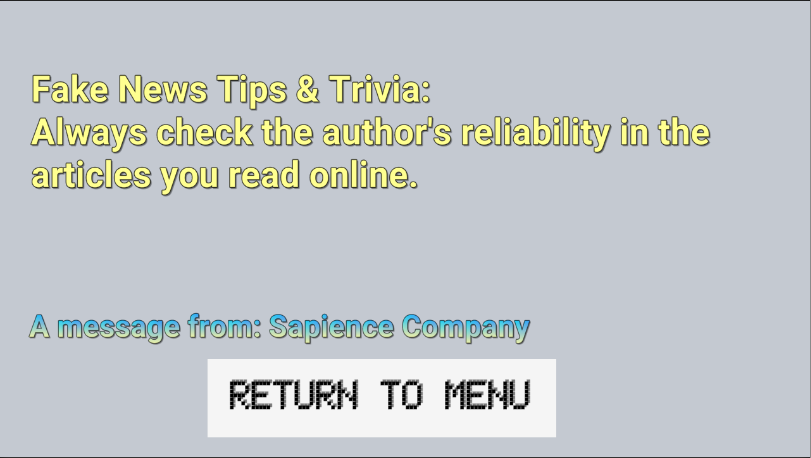 Fake News Tips & Trivia:
Always check the author's reliability in the
articles you read online.
A message from: Sapience Company
RETURN TO MENU